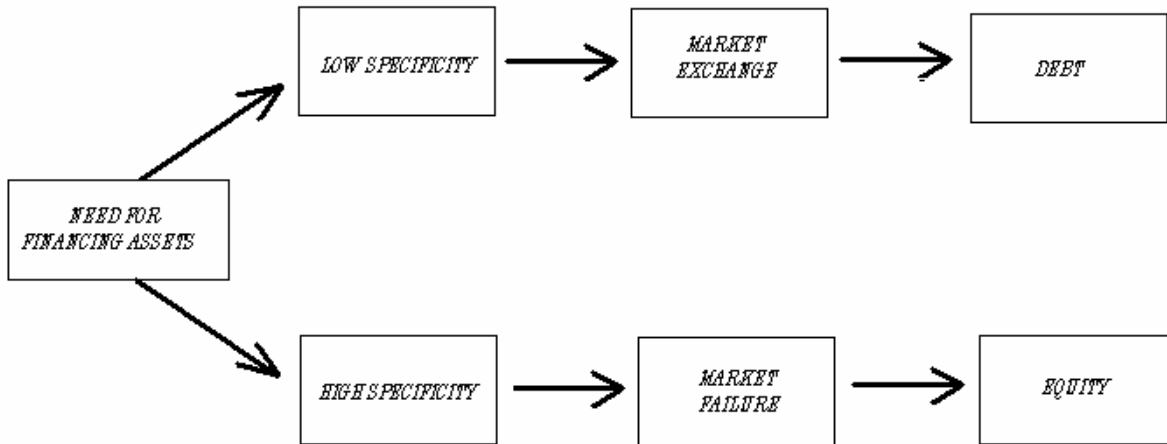 LOW SPECIFICITY
MARKET
EXCHANGE
DEBT
NEED FOR
FINANCING ASSETS
HIGH SPECIFICITY
MARKET
FAILURE
EQUITY